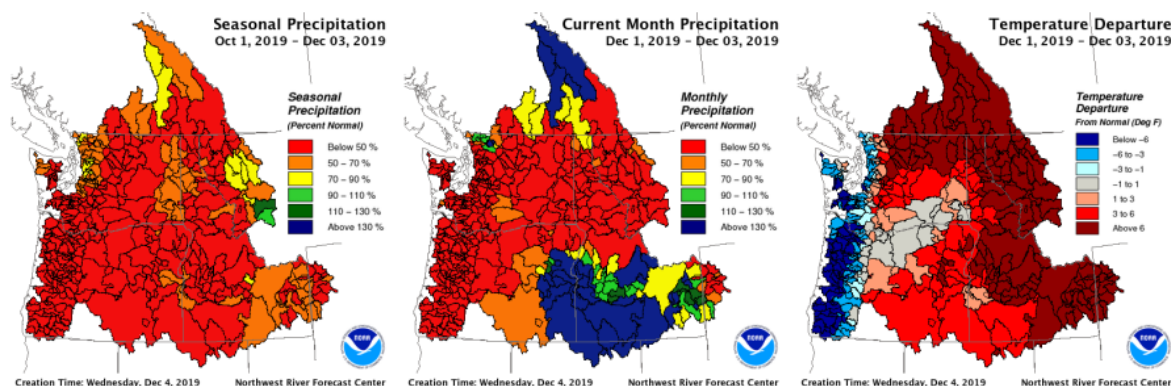 Seasonal Precipitation
Oct 1, 2019 – Dec 03, 2019
Seasonal
Precipitation
(Percent Normal)
Below 50 %
50 – 70 %
70 – 90 %
90 – 110 %
110 – 130 %
Above 130 %
NOAA
Creation Time: Wednesday, Dec 4, 2019
Northwest River Forecast Center
Current Month Precipitation
Dec 1, 2019 – Dec 03, 2019
Monthly
Precipitation
(Percent Normal)
Below 50 %
50 – 70 %
70 – 90 %
90 – 110 %
110 – 130 %
Above 130 %
NOAA
Creation Time: Wednesday, Dec 4, 2019
Northwest River Forecast Center
Temperature Departure
Dec 1, 2019 – Dec 03, 2019
Temperature
Departure
From Normal (Deg F)
Below −6
−6 to −3
−3 to −1
−1 to 1
1 to 3
3 to 6
Above 6
NOAA
Creation Time: Wednesday, Dec 4, 2019
Northwest River Forecast Center